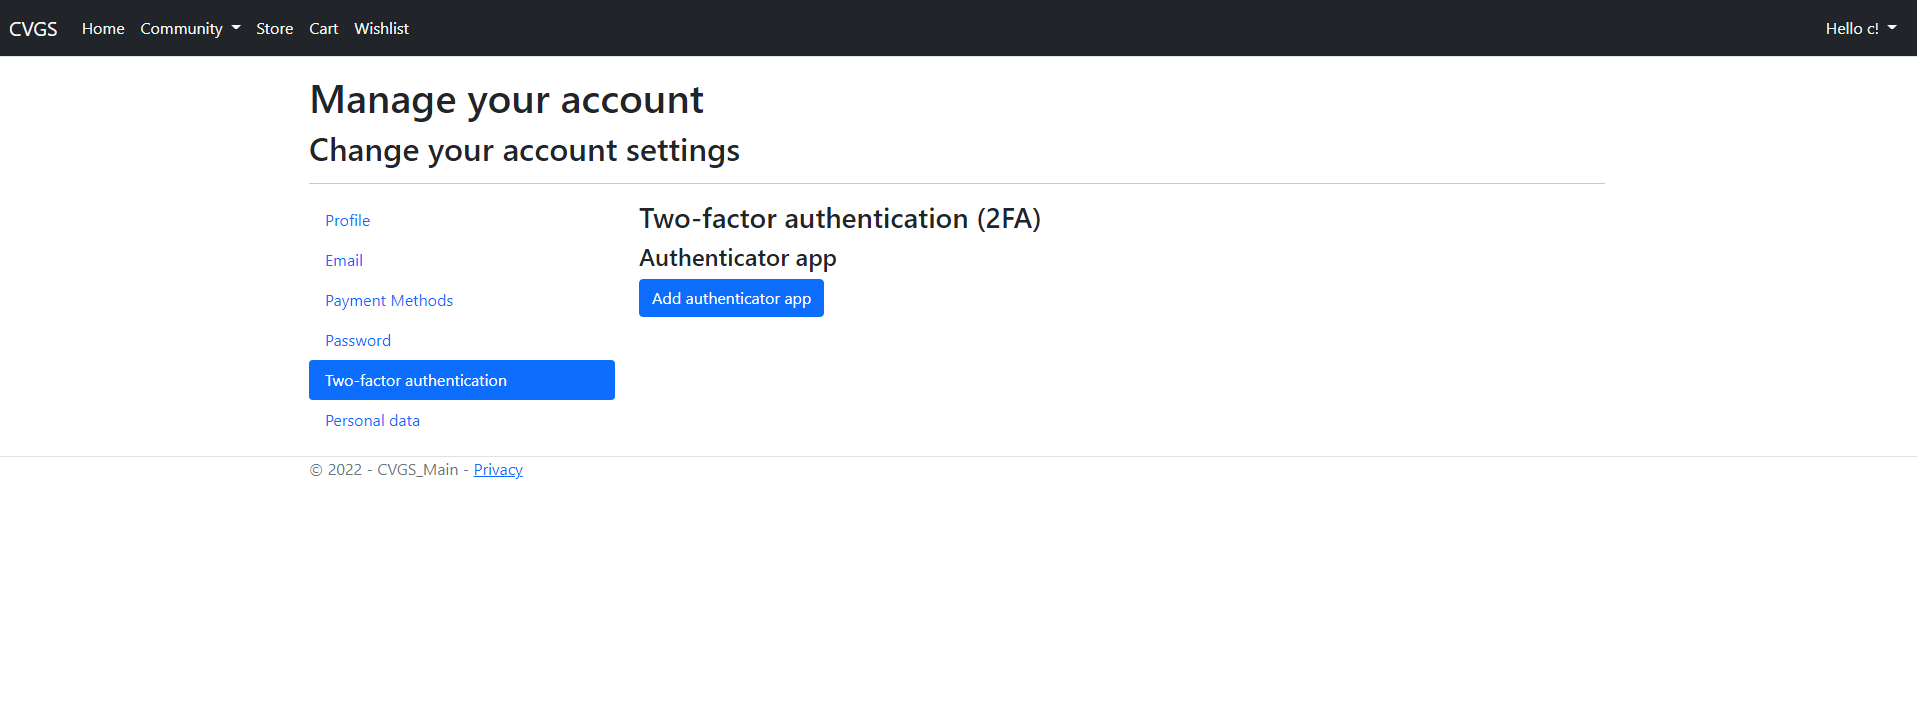 CVGS Home Community Store Cart Wishlist Hello c!
Manage your account
Change your account settings
Profile
Email
Payment Methods
Password
Two-factor authentication
Personal data
Two-factor authentication (2FA)
Authenticator app
Add authenticator app
© 2022 - CVGS_Main - Privacy